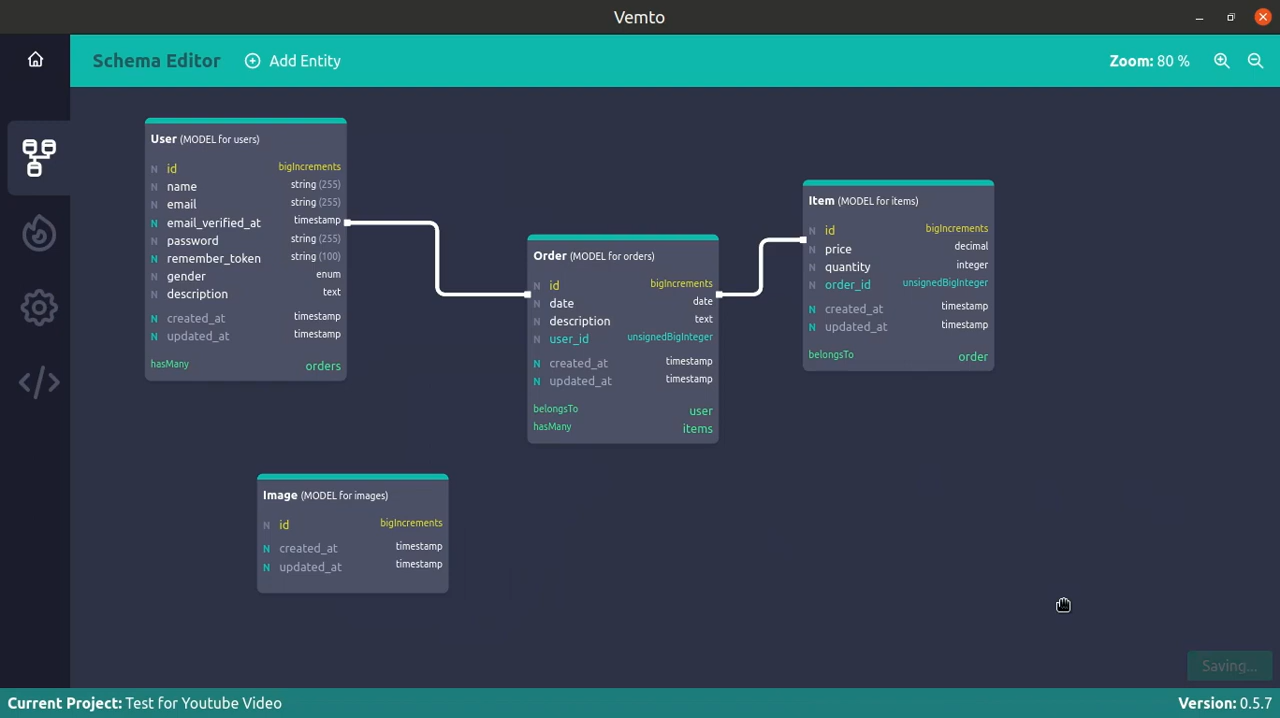 Vemto
Schema Editor
Add Entity
Zoom: 80 %
User (MODEL for users)
N id bigIncrements
N name string (255)
N email string (255)
N email_verified_at timestamp
N password string (255)
N remember_token string (100)
N gender enum
N description text
N created_at timestamp
N updated_at timestamp
hasMany orders
Order (MODEL for orders)
N id bigIncrements
N date date
N description text
N user_id unsignedBigInteger
N created_at timestamp
N updated_at timestamp
belongsTo user
hasMany items
Item (MODEL for items)
N id bigIncrements
N price decimal
N quantity integer
N order_id unsignedBigInteger
N created_at timestamp
N updated_at timestamp
belongsTo order
Image (MODEL for images)
N id bigIncrements
N created_at timestamp
N updated_at timestamp
Saving...
Current Project: Test for Youtube Video
Version: 0.5.7